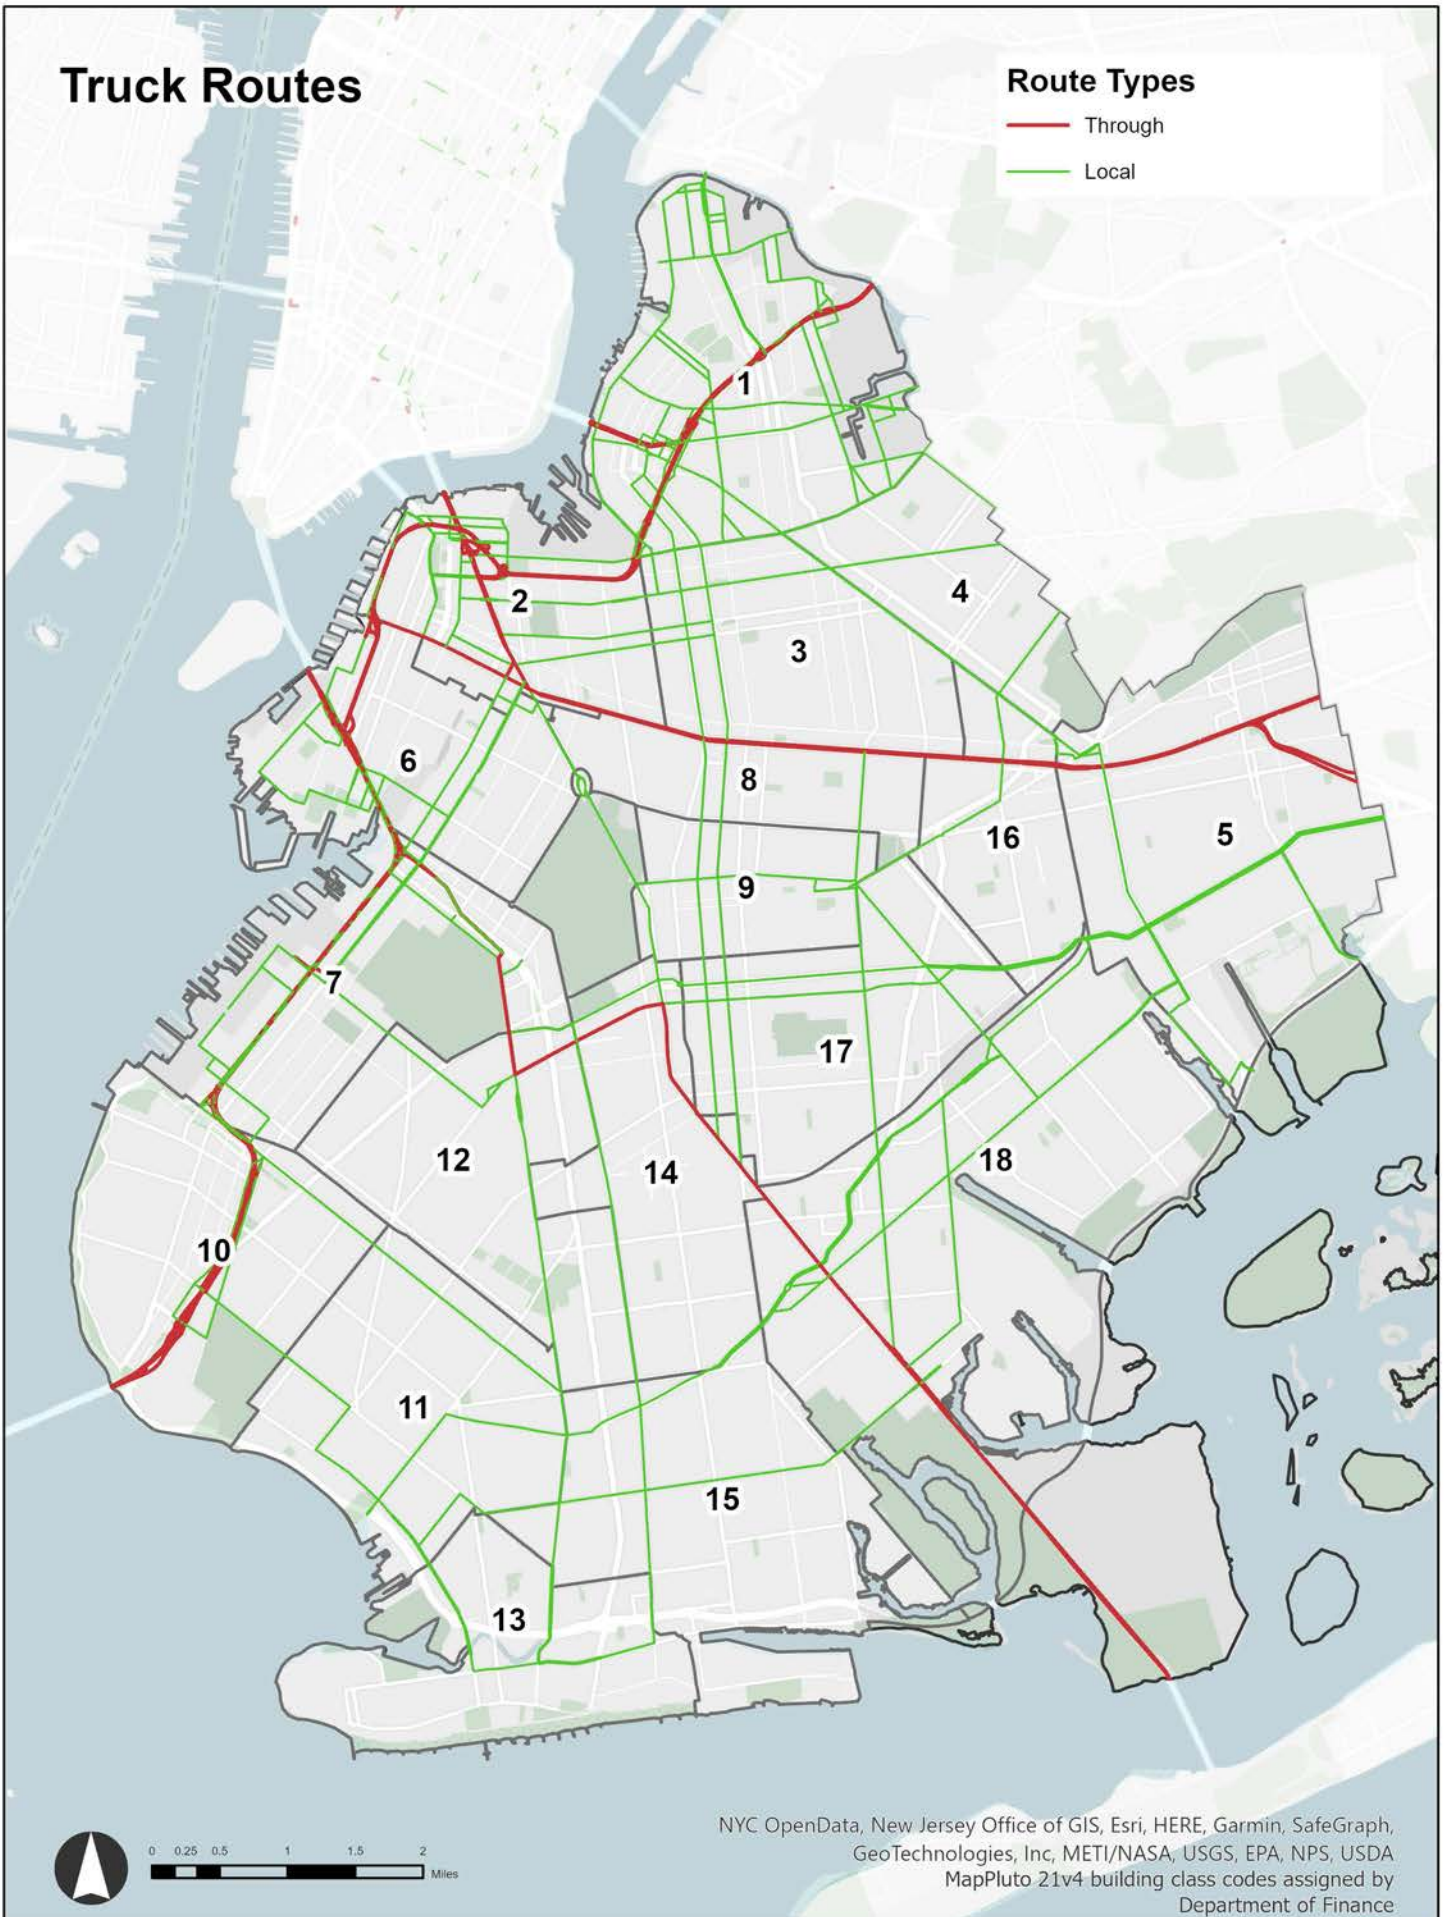 Truck Routes
Route Types
Through
Local
1
2
4
3
6
8
16
5
9
7
17
12
14
18
10
11
15
13
0 0.25 0.5 1 1.5 2
Miles
NYC OpenData, New Jersey Office of GIS, Esri, HERE, Garmin, SafeGraph,
GeoTechnologies, Inc, METI/NASA, USGS, EPA, NPS, USDA
MapPluto 21v4 building class codes assigned by
Department of Finance